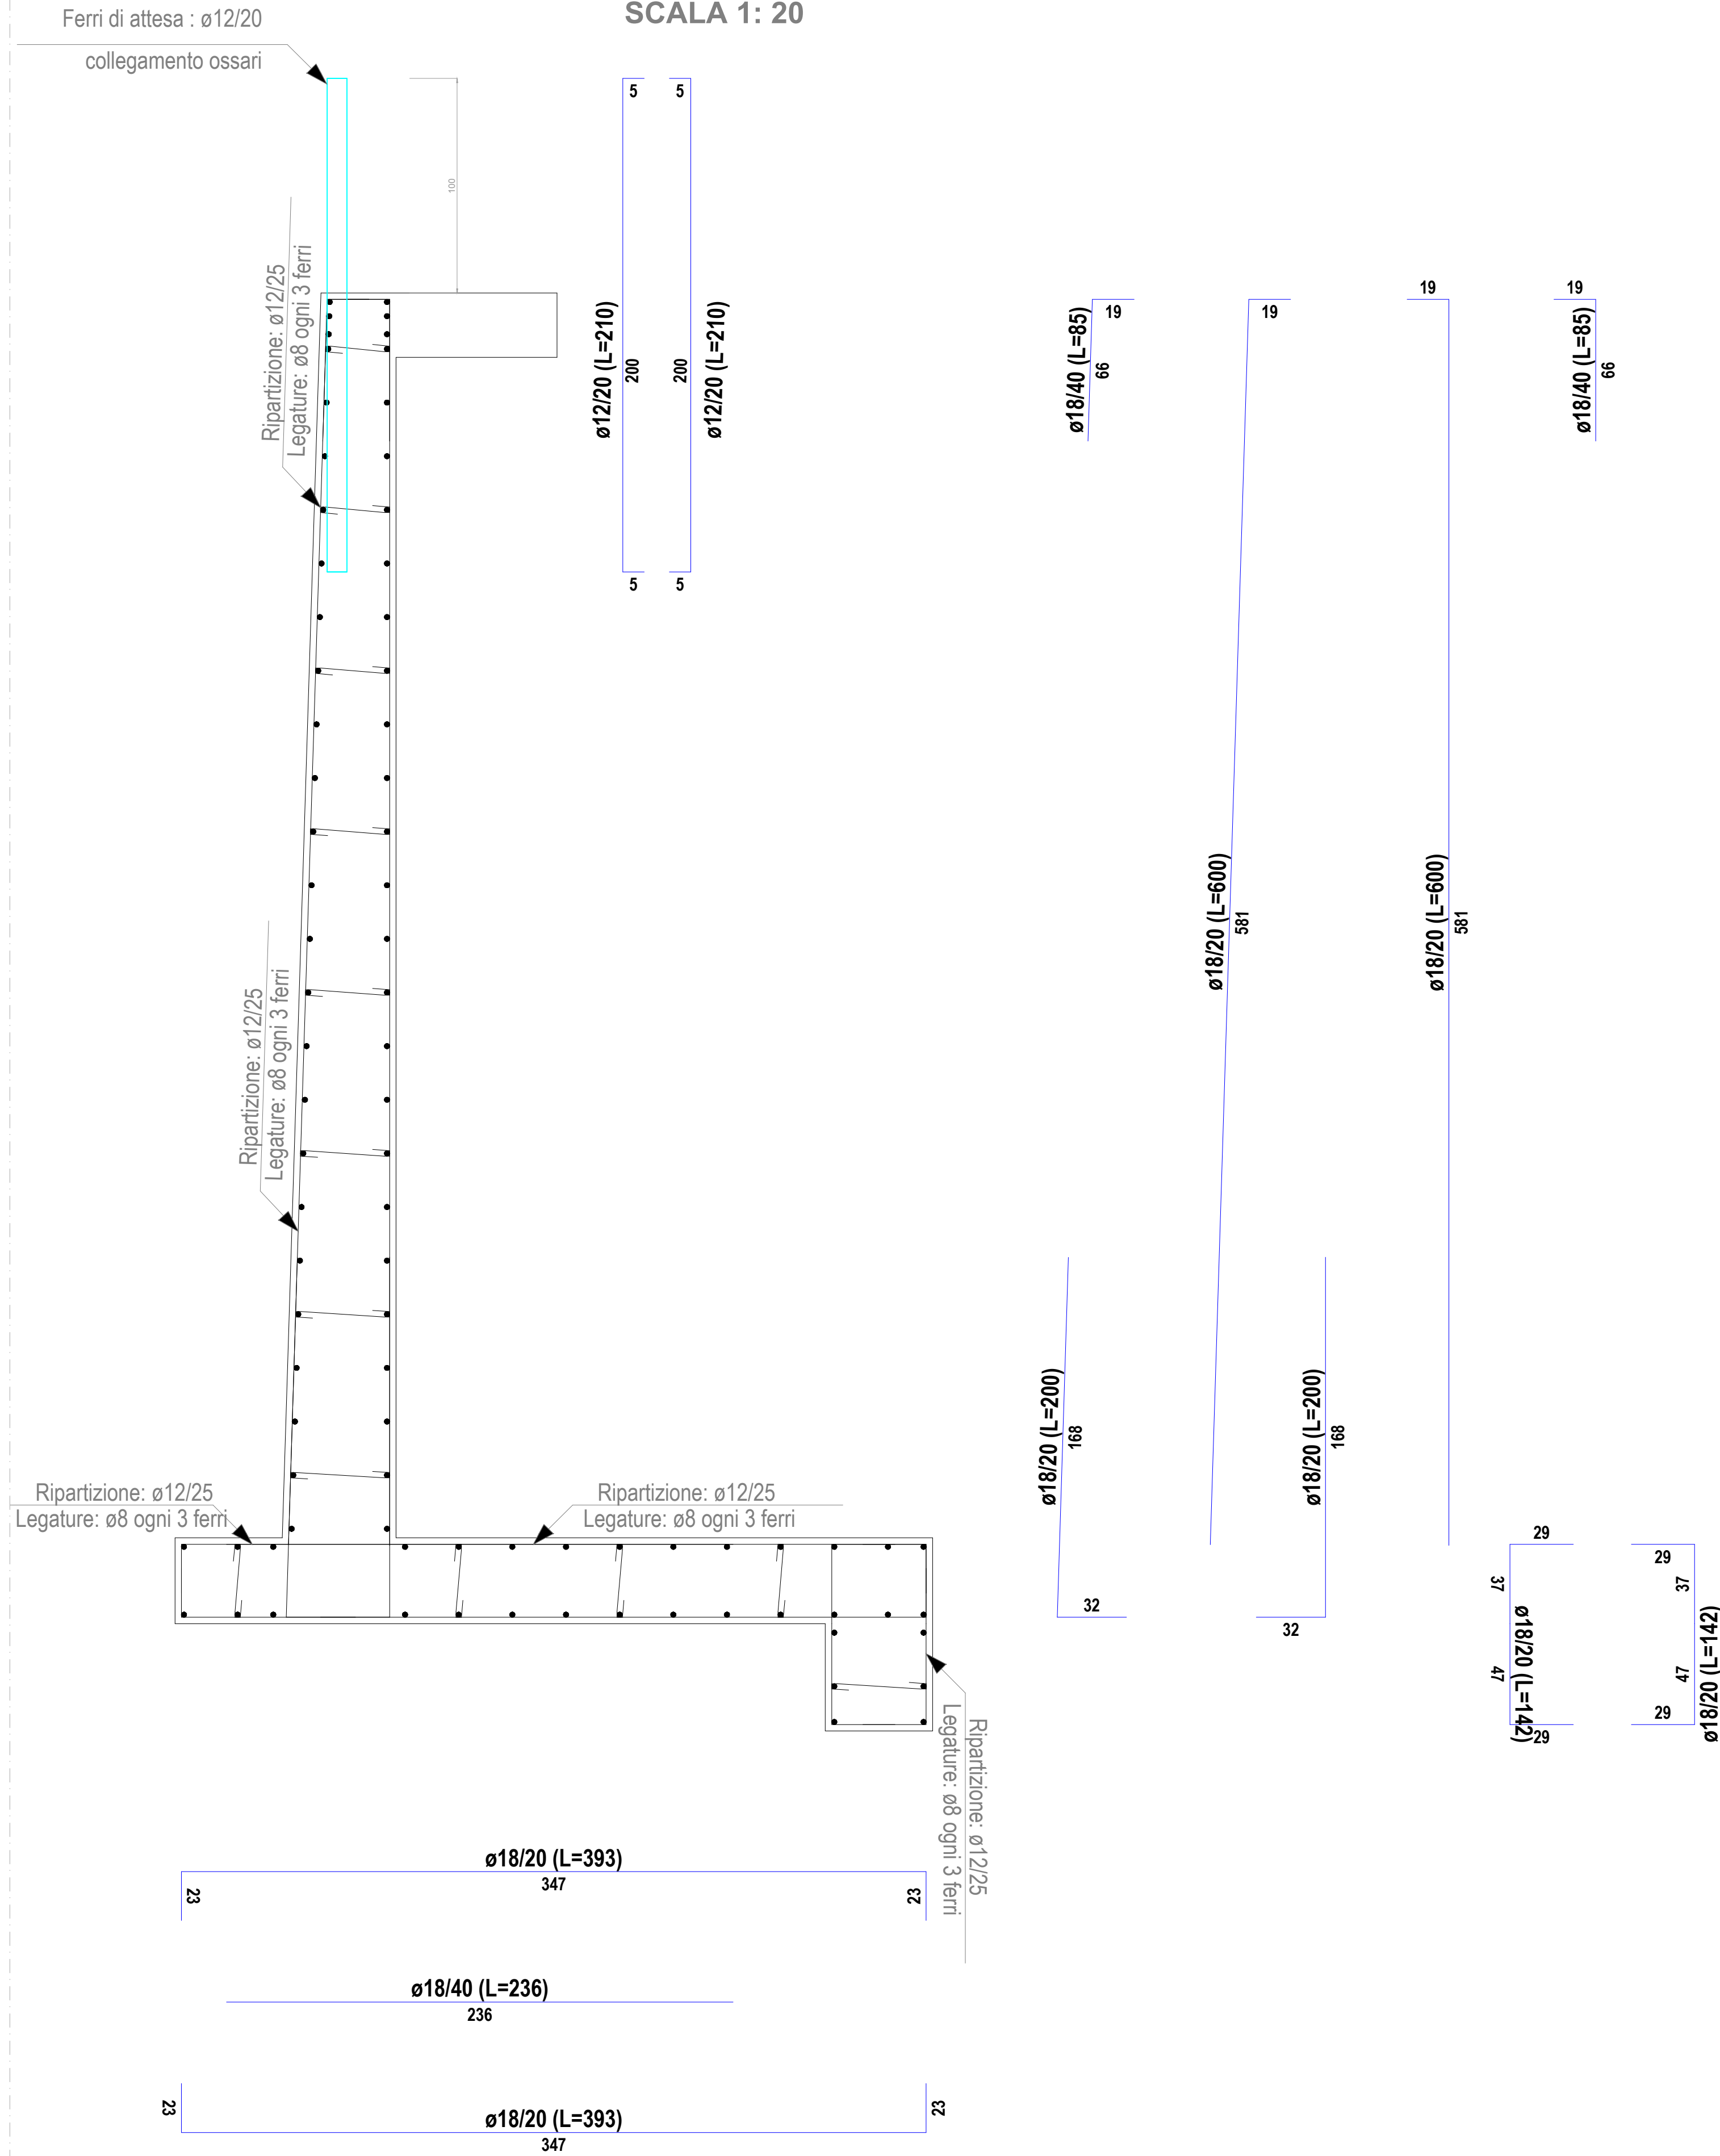 SCALA 1: 20
Ferri di attesa : ø12/20
collegamento ossari
100
5
5
ø12/20 (L=210)
200
200
ø12/20 (L=210)
5
5
Ripartizione: ø12/25
Legature: ø8 ogni 3 ferri
19
ø18/40 (L=85)
66
19
19
19
ø18/40 (L=85)
66
ø18/20 (L=600)
581
ø18/20 (L=600)
581
Ripartizione: ø12/25
Legature: ø8 ogni 3 ferri
ø18/20 (L=200)
168
32
ø18/20 (L=200)
168
32
Ripartizione: ø12/25
Legature: ø8 ogni 3 ferri
Ripartizione: ø12/25
Legature: ø8 ogni 3 ferri
29
37
47
ø18/20 (L=142)
29
29
37
47
ø18/20 (L=142)
29
Ripartizione: ø12/25
Legature: ø8 ogni 3 ferri
ø18/20 (L=393)
347
23
23
ø18/40 (L=236)
236
23
23
ø18/20 (L=393)
347